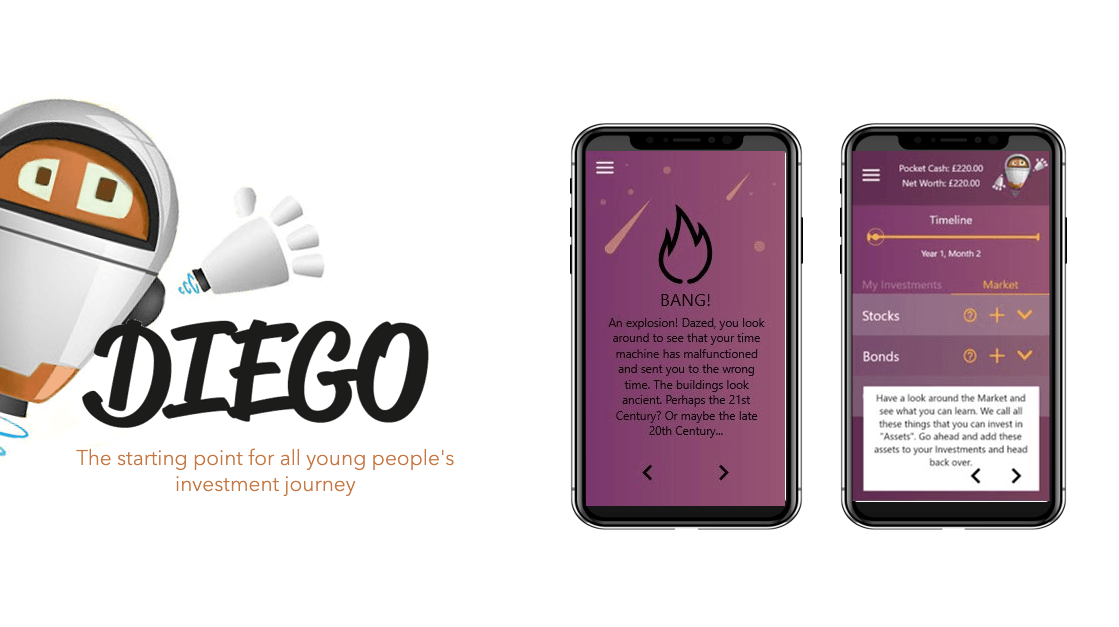 DIEGO
The starting point for all young people's
investment journey
BANG!
An explosion! Dazed, you look
around to see that your time
machine has malfunctioned
and sent you to the wrong
time. The buildings look
ancient. Perhaps the 21st
Century? Or maybe the late
20th Century...
Pocket Cash: £220.00
Net Worth: £220.00
Timeline
Year 1, Month 2
My Investments Market
Stocks
Bonds
Have a look around the Market and
see what you can learn. We call all
these things that you can invest in
"Assets". Go ahead and add these
assets to your Investments and head
back over.